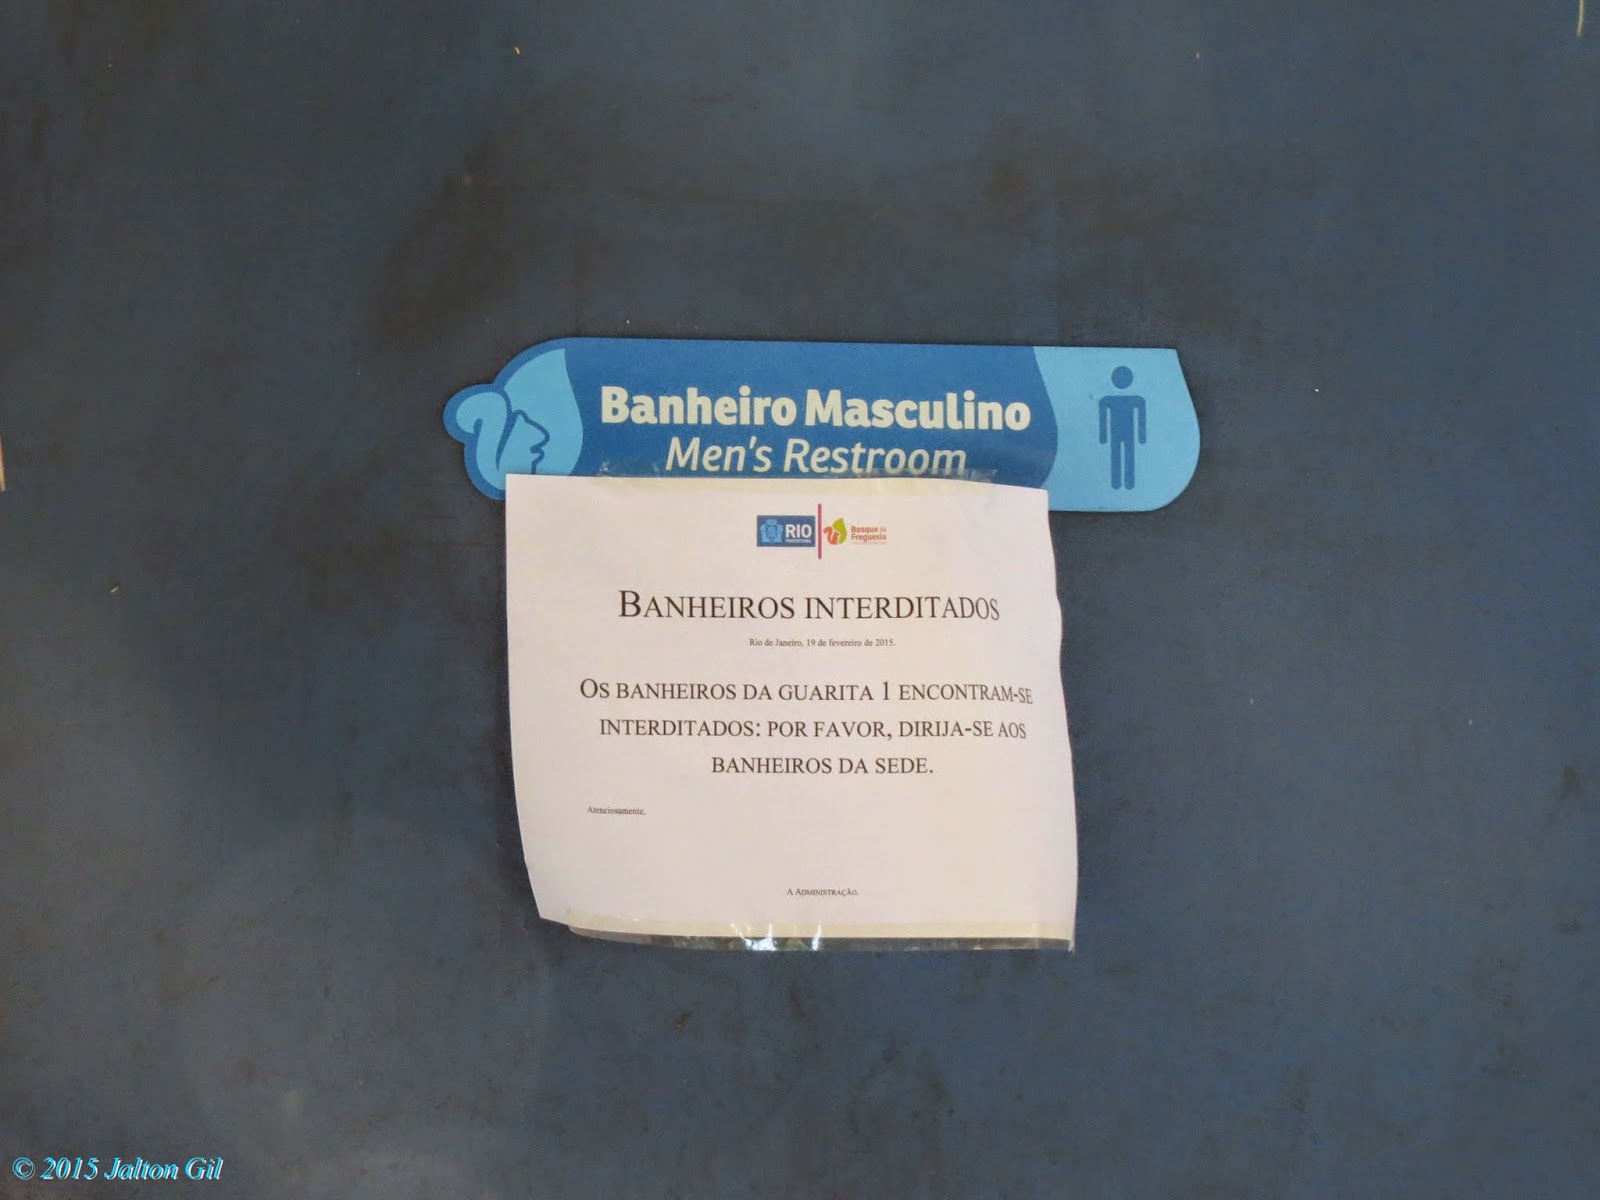 Banheiro Masculino
Men's Restroom
RIO
PREFEITURA
Bosque da
Freguesia
BANHEIROS INTERDITADOS
Rio de Janeiro, 19 de fevereiro de 2015.
OS BANHEIROS DA GUARITA 1 ENCONTRAM-SE
INTERDITADOS: POR FAVOR, DIRIJA-SE AOS
BANHEIROS DA SEDE.
Atenciosamente,
A ADMINISTRAÇÃO.
© 2015 Jalton Gil